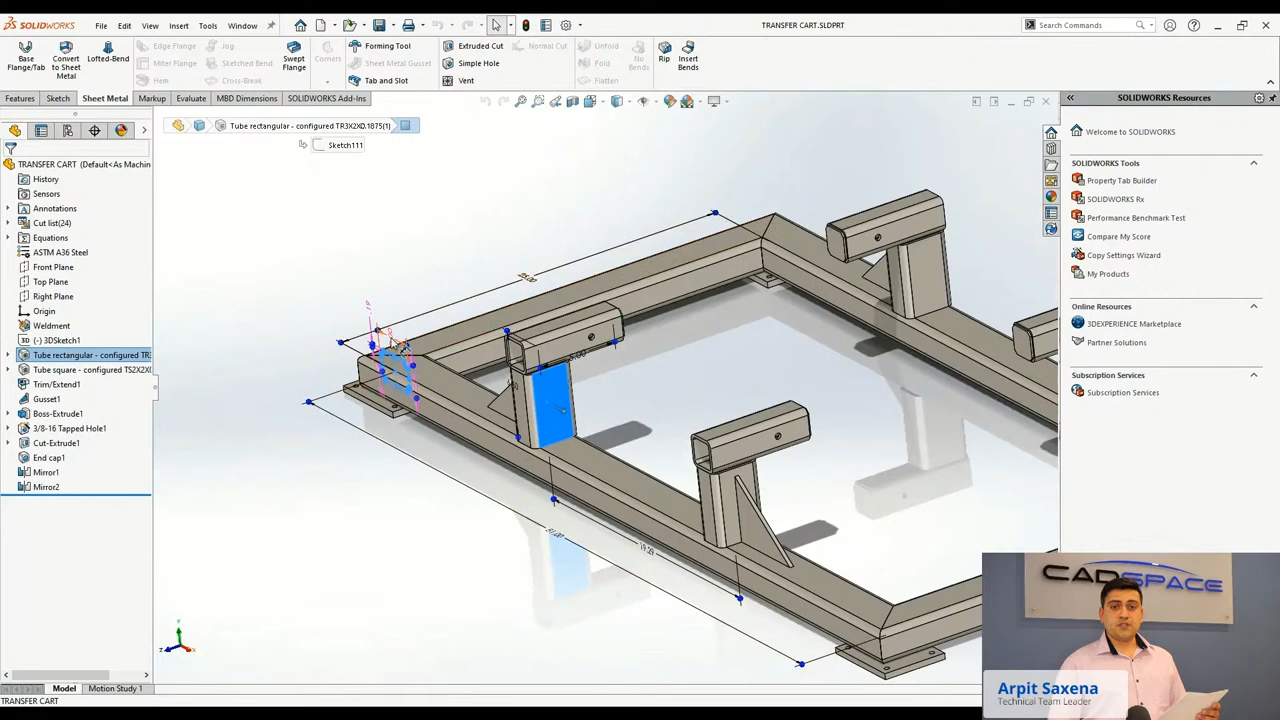 SOLIDWORKS File Edit View Insert Tools Window TRANSFER CART.SLDPRT Search Commands
Base Flange/Tab
Convert to Sheet Metal
Lofted-Bend
Edge Flange
Miter Flange
Hem
Jog
Sketched Bend
Cross-Break
Swept Flange
Corners
Forming Tool
Sheet Metal Gusset
Tab and Slot
Extruded Cut
Simple Hole
Vent
Normal Cut
Unfold
Fold
Flatten
No Bends
Rip
Insert Bends
Features Sketch Sheet Metal Markup Evaluate MBD Dimensions SOLIDWORKS Add-Ins
Tube rectangular - configured TR3X2X0.1875(1)
Sketch111
TRANSFER CART (Default<As Machin
History
Sensors
Annotations
Cut list(24)
Equations
ASTM A36 Steel
Front Plane
Top Plane
Right Plane
Origin
Weldment
(-) 3DSketch1
Tube rectangular - configured TR3
Tube square - configured TS2X2X0
Trim/Extend1
Gusset1
Boss-Extrude1
3/8-16 Tapped Hole1
Cut-Extrude1
End cap1
Mirror1
Mirror2
19.59
SOLIDWORKS Resources
Welcome to SOLIDWORKS
SOLIDWORKS Tools
Property Tab Builder
SOLIDWORKS Rx
Performance Benchmark Test
Compare My Score
Copy Settings Wizard
My Products
Online Resources
3DEXPERIENCE Marketplace
Partner Solutions
Subscription Services
Subscription Services
CADSPACE
Arpit Saxena
Technical Team Leader
Model Motion Study 1
TRANSFER CART